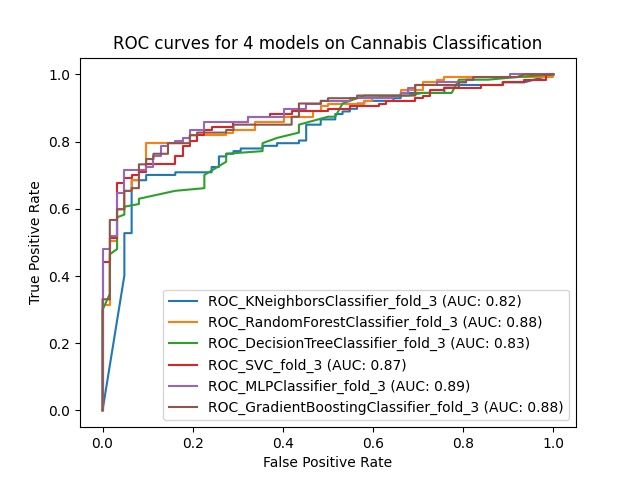 ROC curves for 4 models on Cannabis Classification
1.0
0.8
0.6
0.4
0.2
0.0
True Positive Rate
ROC_KNeighborsClassifier_fold_3 (AUC: 0.82)
ROC_RandomForestClassifier_fold_3 (AUC: 0.88)
ROC_DecisionTreeClassifier_fold_3 (AUC: 0.83)
ROC_SVC_fold_3 (AUC: 0.87)
ROC_MLPClassifier_fold_3 (AUC: 0.89)
ROC_GradientBoostingClassifier_fold_3 (AUC: 0.88)
0.0 0.2 0.4 0.6 0.8 1.0
False Positive Rate